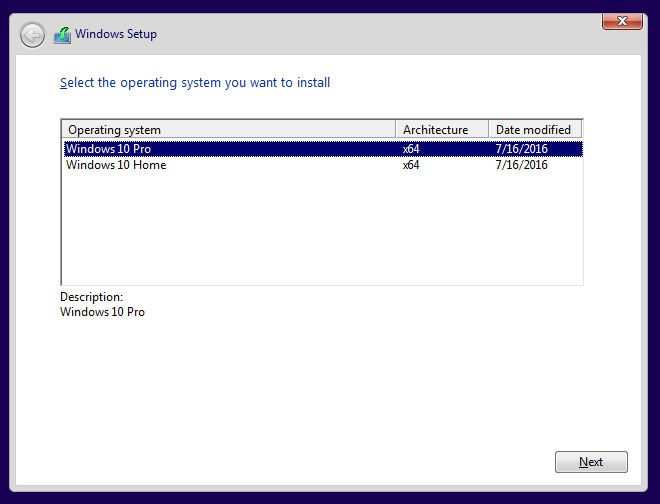 Windows Setup
Select the operating system you want to install
Operating system Architecture Date modified
Windows 10 Pro x64 7/16/2016
Windows 10 Home x64 7/16/2016
Description:
Windows 10 Pro
Next